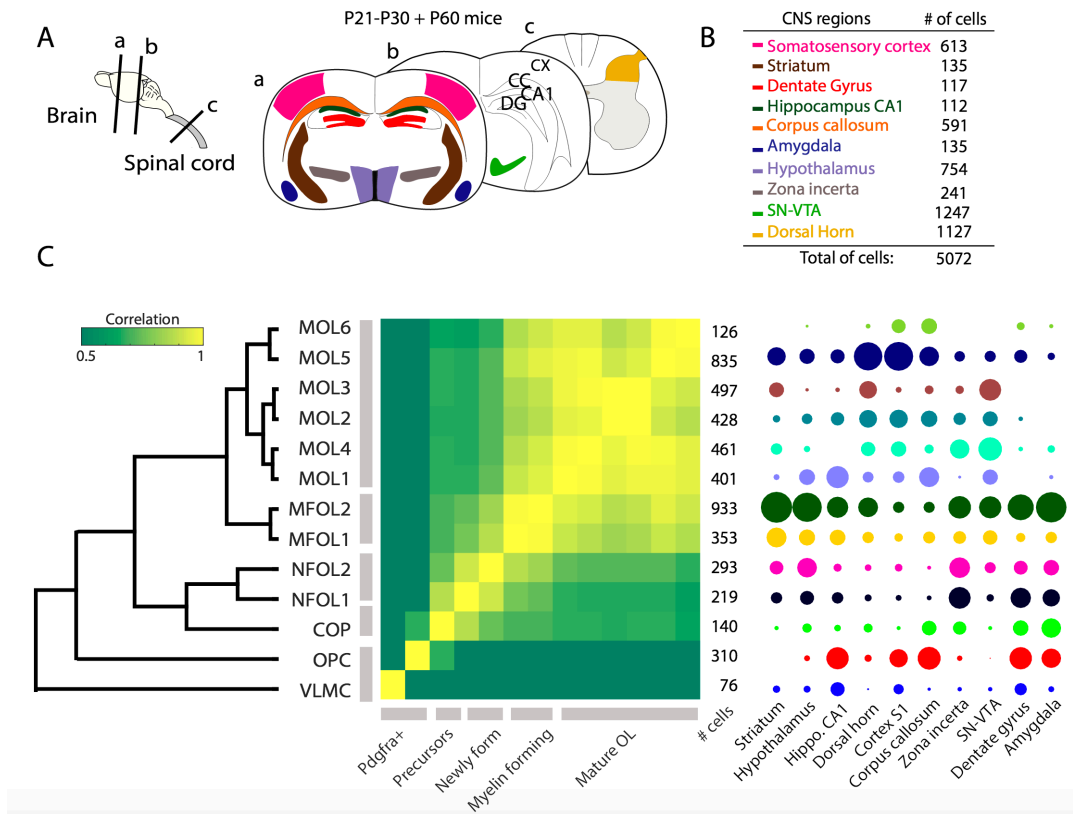 P21-P30 + P60 mice
A
a
b
c
Brain
Spinal cord
a
b
c
CX
CC
CA1
DG
B
CNS regions # of cells
Somatosensory cortex 613
Striatum 135
Dentate Gyrus 117
Hippocampus CA1 112
Corpus callosum 591
Amygdala 135
Hypothalamus 754
Zona incerta 241
SN-VTA 1247
Dorsal Horn 1127
Total of cells: 5072
C
Correlation
0.5 1
MOL6 126
MOL5 835
MOL3 497
MOL2 428
MOL4 461
MOL1 401
MFOL2 933
MFOL1 353
NFOL2 293
NFOL1 219
COP 140
OPC 310
VLMC 76
Pdgfra+
Precursors
Newly form
Myelin forming
Mature OL
# cells
Striatum
Hypothalamus
Hippo. CA1
Dorsal horn
Cortex S1
Corpus callosum
Zona incerta
SN-VTA
Dentate gyrus
Amygdala